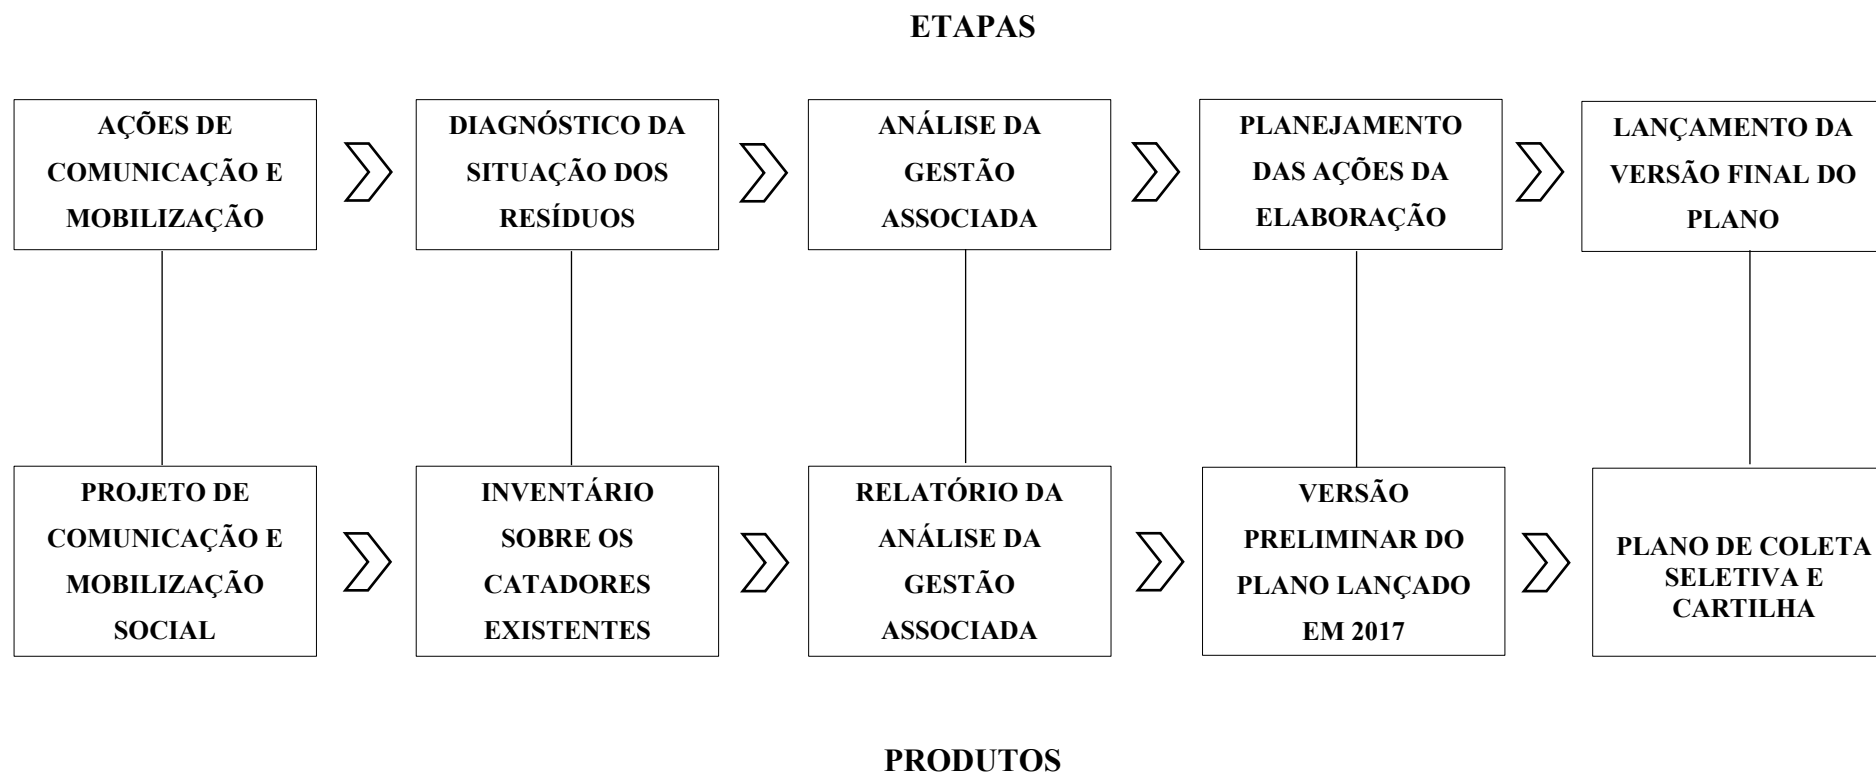 ETAPAS
AÇÕES DE
COMUNICAÇÃO E
MOBILIZAÇÃO
DIAGNÓSTICO DA
SITUAÇÃO DOS
RESÍDUOS
ANÁLISE DA
GESTÃO
ASSOCIADA
PLANEJAMENTO
DAS AÇÕES DA
ELABORAÇÃO
LANÇAMENTO DA
VERSÃO FINAL DO
PLANO
PROJETO DE
COMUNICAÇÃO E
MOBILIZAÇÃO
SOCIAL
INVENTÁRIO
SOBRE OS
CATADORES
EXISTENTES
RELATÓRIO DA
ANÁLISE DA
GESTÃO
ASSOCIADA
VERSÃO
PRELIMINAR DO
PLANO LANÇADO
EM 2017
PLANO DE COLETA
SELETIVA E
CARTILHA
PRODUTOS